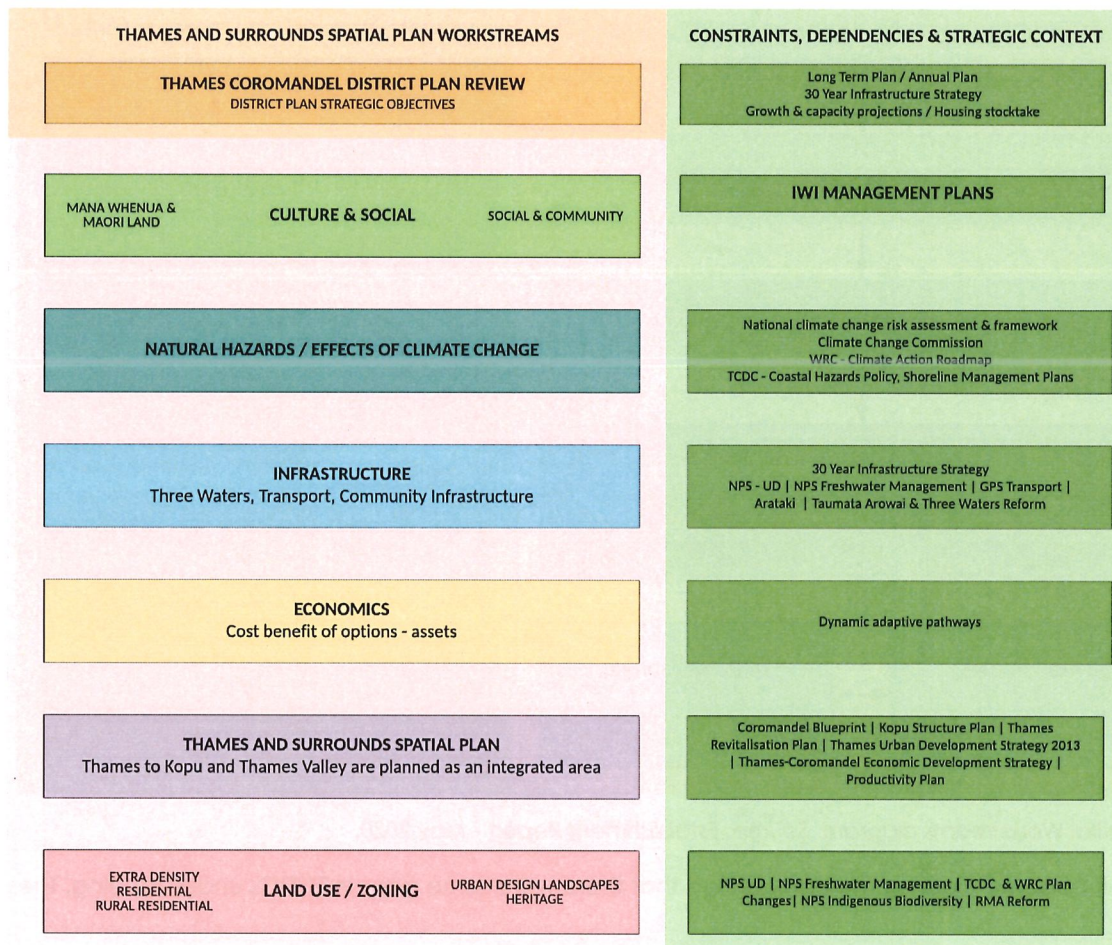 THAMES AND SURROUNDS SPATIAL PLAN WORKSTREAMS
CONSTRAINTS, DEPENDENCIES & STRATEGIC CONTEXT
THAMES COROMANDEL DISTRICT PLAN REVIEW
DISTRICT PLAN STRATEGIC OBJECTIVES
Long Term Plan / Annual Plan
30 Year Infrastructure Strategy
Growth & capacity projections / Housing stocktake
MANA WHENUA &
MAORI LAND
CULTURE & SOCIAL
SOCIAL & COMMUNITY
IWI MANAGEMENT PLANS
NATURAL HAZARDS / EFFECTS OF CLIMATE CHANGE
National climate change risk assessment & framework
Climate Change Commission
WRC - Climate Action Roadmap
TCDC - Coastal Hazards Policy, Shoreline Management Plans
INFRASTRUCTURE
Three Waters, Transport, Community Infrastructure
30 Year Infrastructure Strategy
NPS - UD | NPS Freshwater Management | GPS Transport |
Arataki | Taumata Arowai & Three Waters Reform
ECONOMICS
Cost benefit of options - assets
Dynamic adaptive pathways
THAMES AND SURROUNDS SPATIAL PLAN
Thames to Kopu and Thames Valley are planned as an integrated area
Coromandel Blueprint | Kopu Structure Plan | Thames
Revitalisation Plan | Thames Urban Development Strategy 2013
| Thames-Coromandel Economic Development Strategy |
Productivity Plan
EXTRA DENSITY
RESIDENTIAL
RURAL RESIDENTIAL
LAND USE / ZONING
URBAN DESIGN LANDSCAPES
HERITAGE
NPS UD | NPS Freshwater Management | TCDC & WRC Plan
Changes| NPS Indigenous Biodiversity | RMA Reform